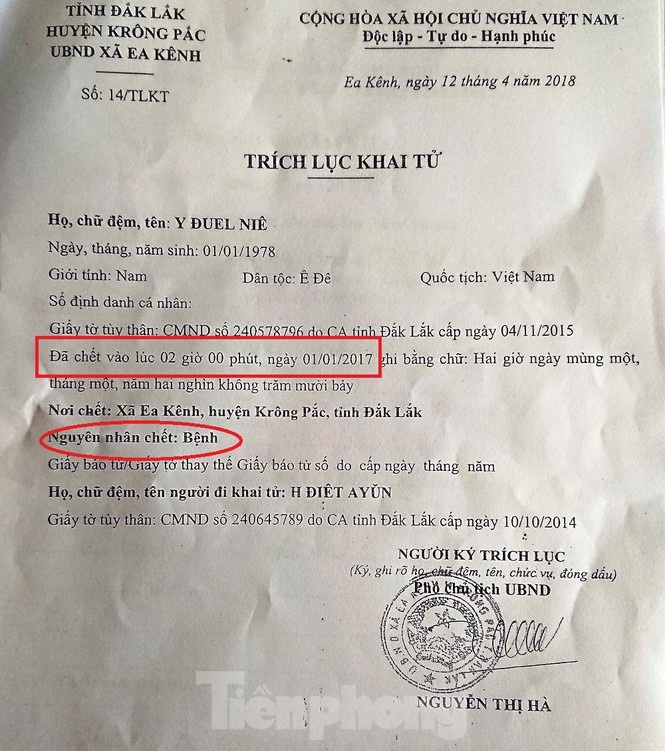 TỈNH ĐẮK LẮK
HUYỆN KRÔNG PẮC
UBND XÃ EA KÊNH
Số: 14/TLKT
CỘNG HÒA XÃ HỘI CHỦ NGHĨA VIỆT NAM
Độc lập - Tự do - Hạnh phúc
Ea Kênh, ngày 12 tháng 4 năm 2018
TRÍCH LỤC KHAI TỬ
Họ, chữ đệm, tên: Y ĐUEL NIÊ
Ngày, tháng, năm sinh: 01/01/1978
Giới tính: Nam Dân tộc: Ê Đê Quốc tịch: Việt Nam
Số định danh cá nhân:
Giấy tờ tùy thân: CMND số 240578796 do CA tỉnh Đắk Lắk cấp ngày 04/11/2015
Đã chết vào lúc 02 giờ 00 phút, ngày 01/01/2017 ghi bằng chữ: Hai giờ ngày mùng một,
tháng một, năm hai nghìn không trăm mười bảy
Nơi chết: Xã Ea Kênh, huyện Krông Pắc, tỉnh Đắk Lắk
Nguyên nhân chết: Bệnh
Giấy báo tử/Giấy tờ thay thế Giấy báo tử số do cấp ngày tháng năm
Họ, chữ đệm, tên người đi khai tử: H ĐIÊT AYŬN
Giấy tờ tùy thân: CMND số 240645789 do CA tỉnh Đắk Lắk cấp ngày 10/10/2014
NGƯỜI KÝ TRÍCH LỤC
(Ký, ghi rõ họ, chữ đệm, tên, chức vụ, đóng dấu)
Phó chủ tịch UBND
NGUYỄN THỊ HÀ
Tiênphong